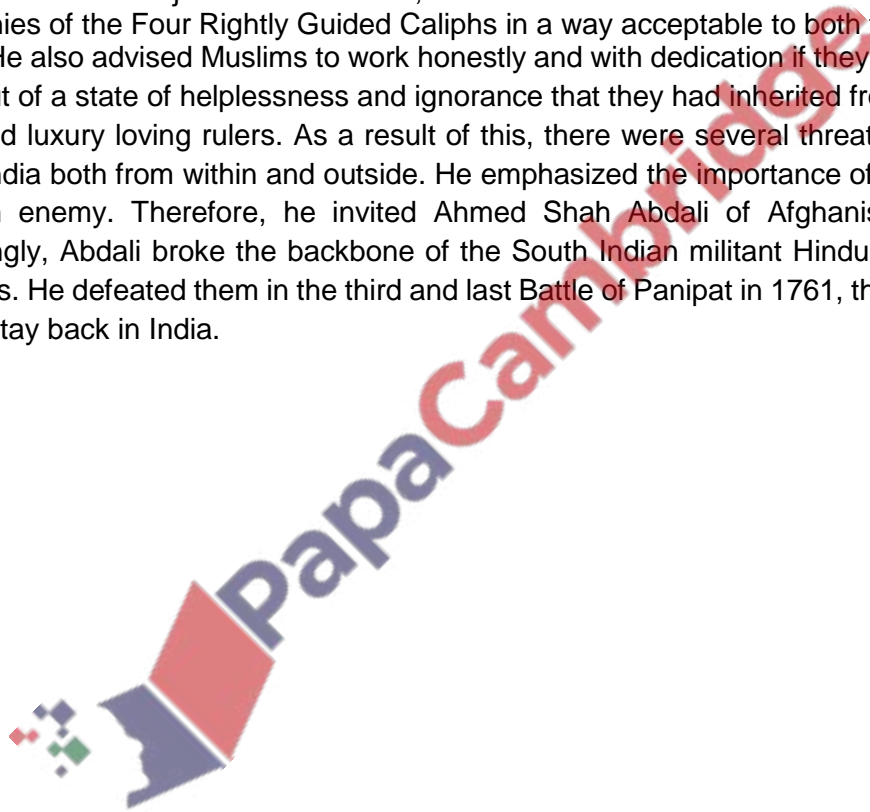 nies of the Four Rightly Guided Caliphs in a way acceptable to both
He also advised Muslims to work honestly and with dedication if they
t of a state of helplessness and ignorance that they had inherited fr
d luxury loving rulers. As a result of this, there were several threat
ndia both from within and outside. He emphasized the importance of
enemy. Therefore, he invited Ahmed Shah Abdali of Afghanis
ngly, Abdali broke the backbone of the South Indian militant Hindu
s. He defeated them in the third and last Battle of Panipat in 1761, th
tay back in India.
PapaCambridge